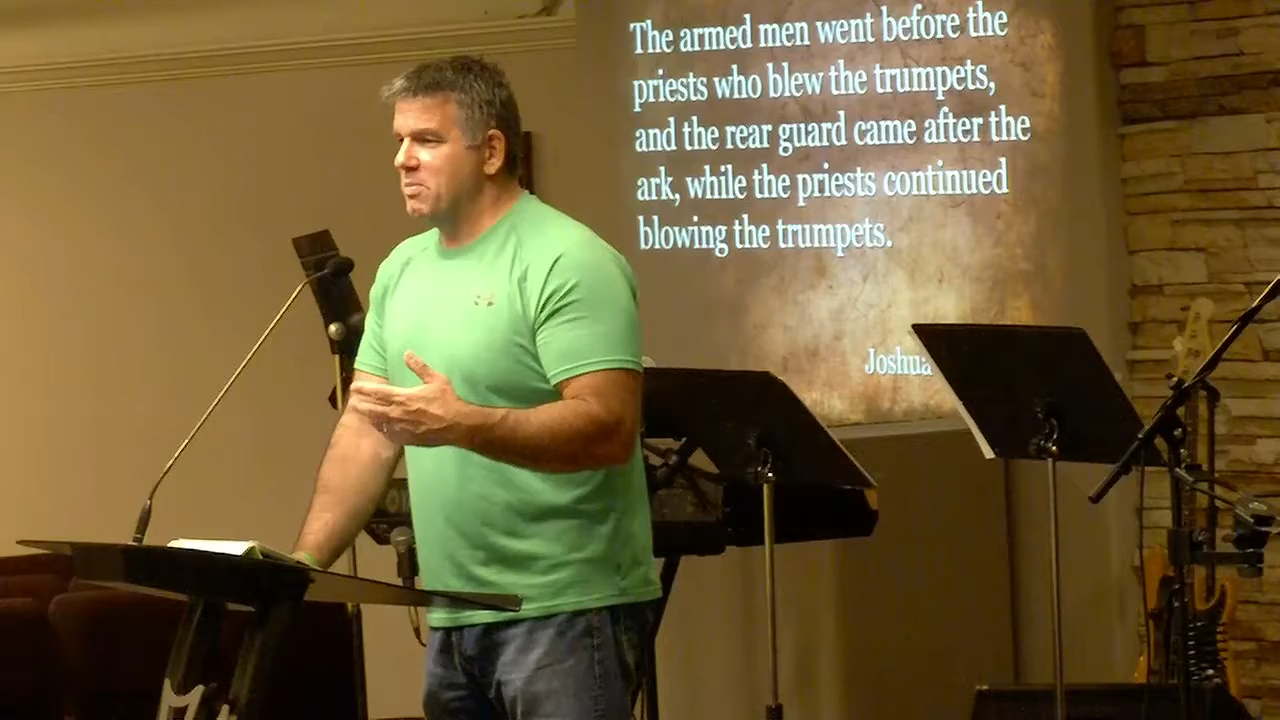 The armed men went before the
priests who blew the trumpets,
and the rear guard came after the
ark, while the priests continued
blowing the trumpets.
Joshua